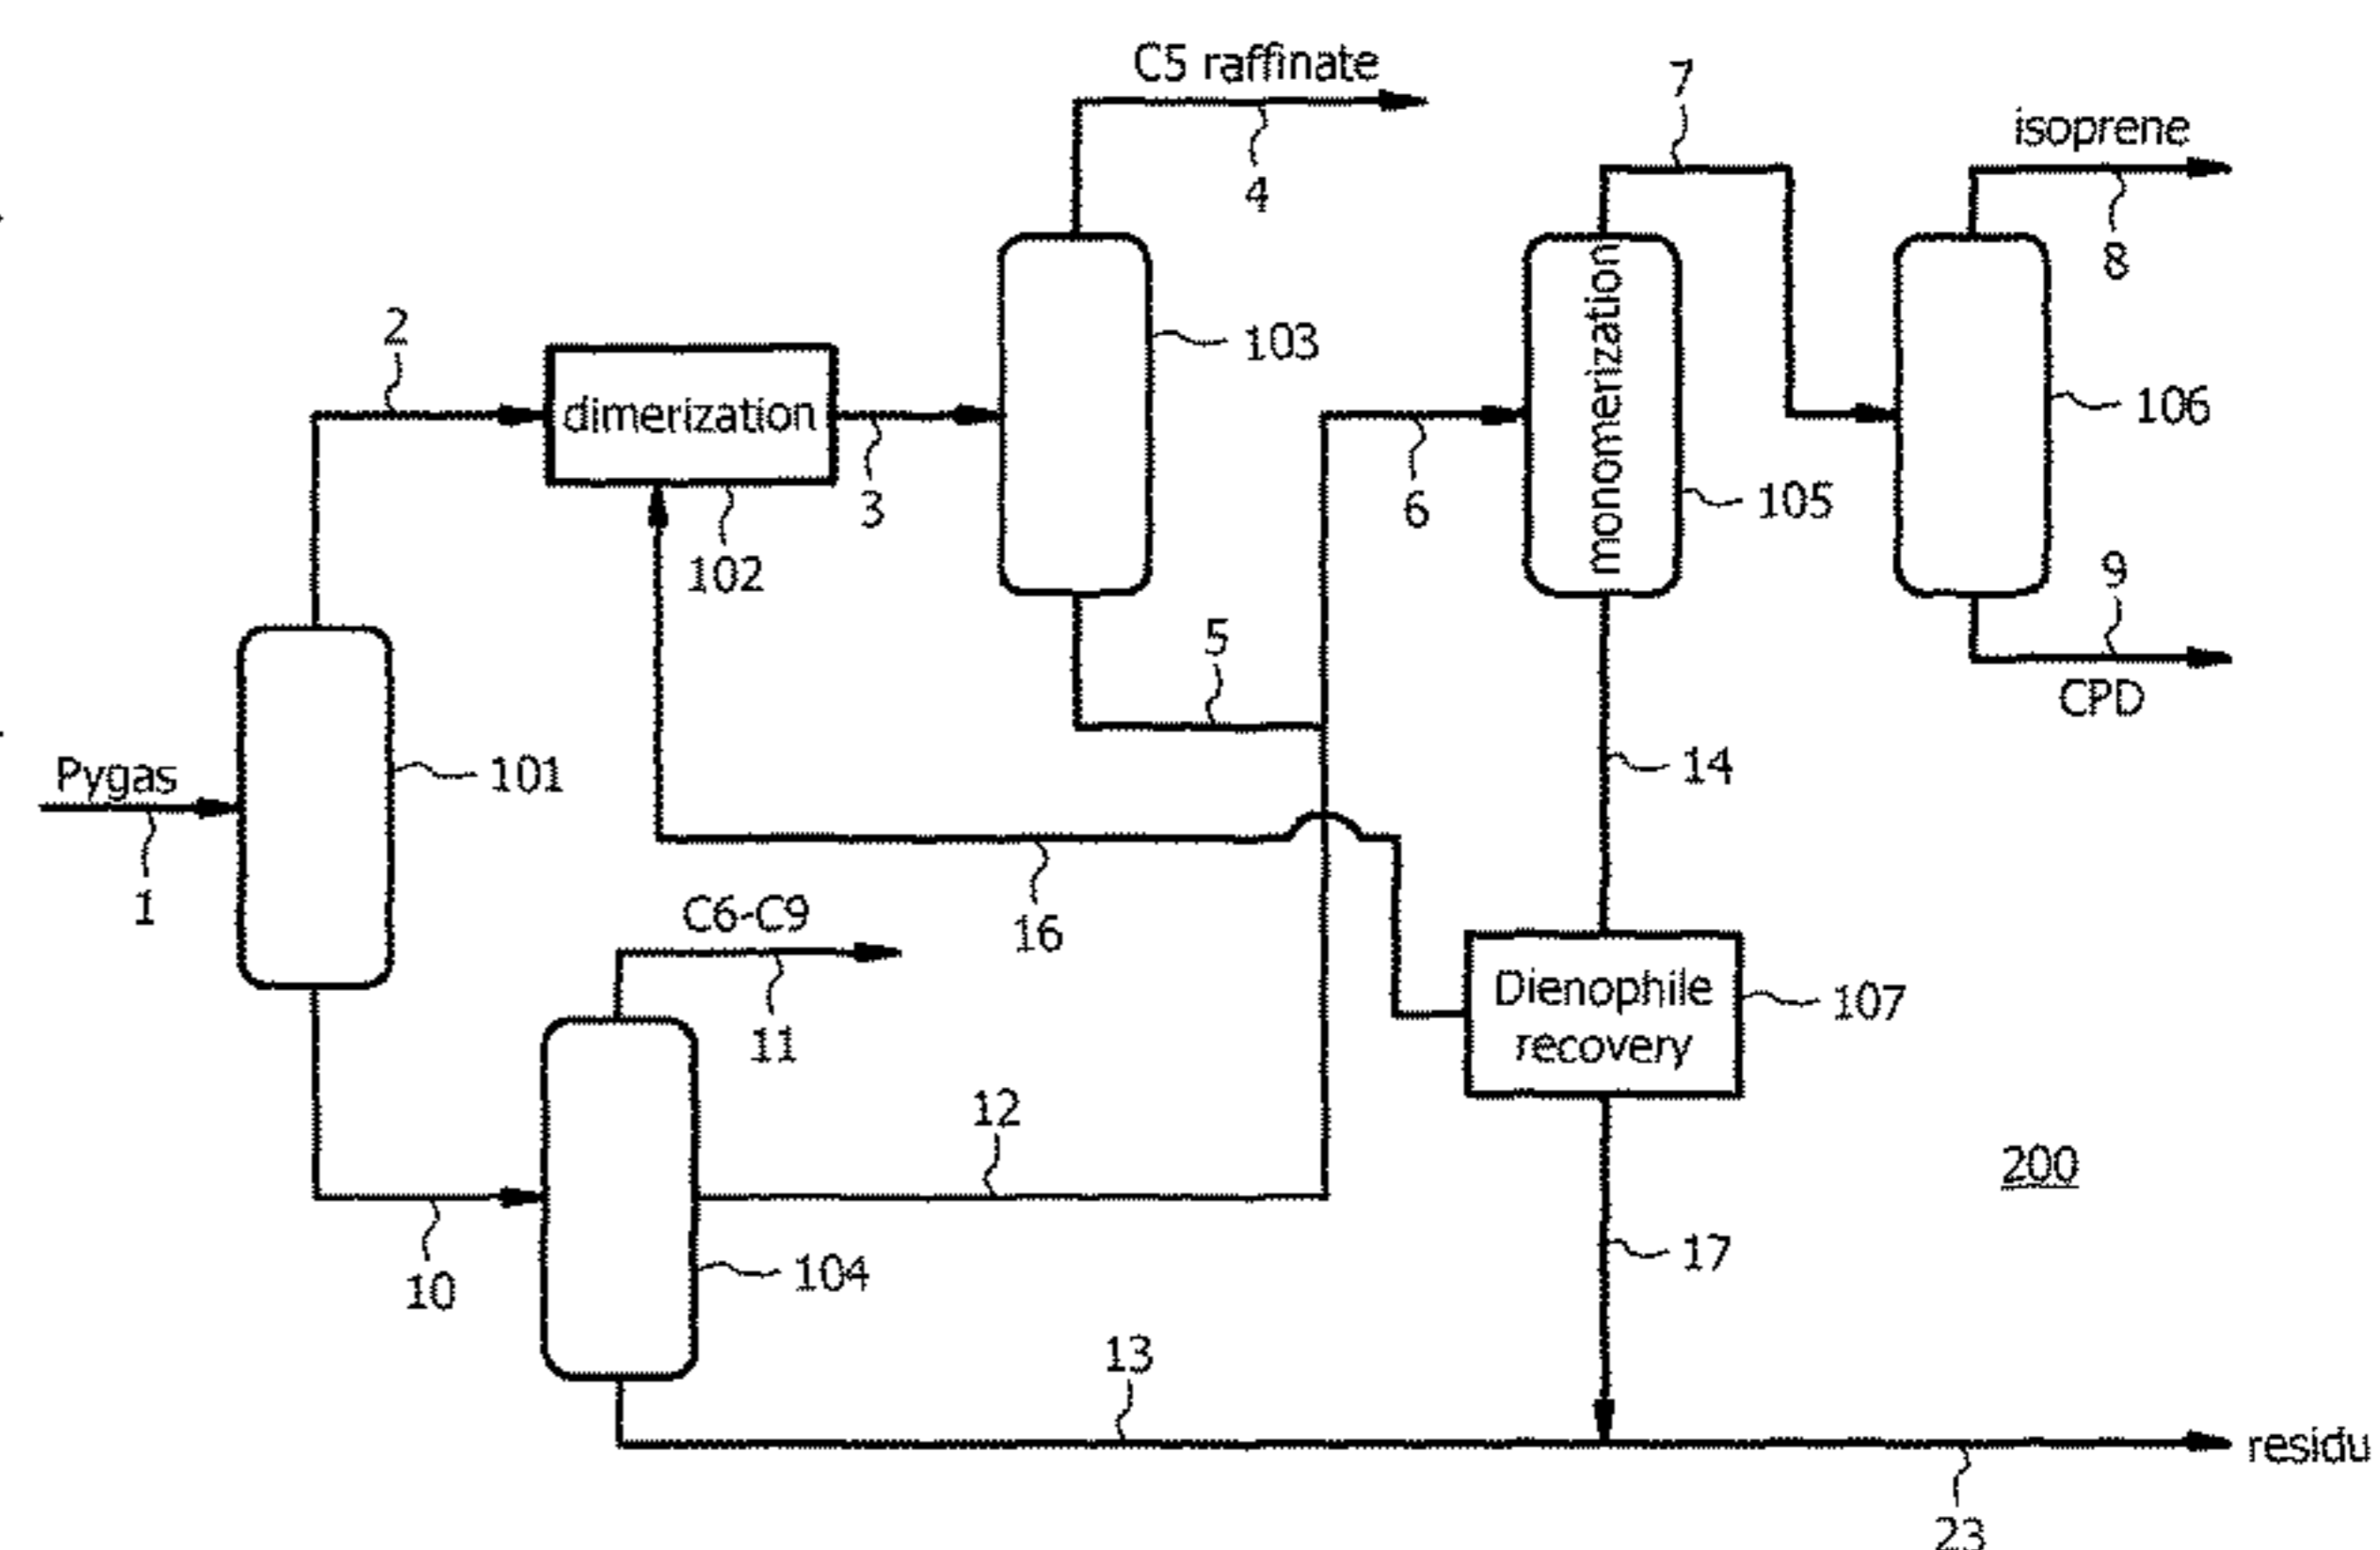 C5 raffinate
4
7
isoprene
8
2
dimerization
3
102
103
6
monomerization
105
106
9
CPD
5
Pygas
1
101
14
16
C6-C9
11
Dienophile
recovery
107
12
10
104
17
200
13
23
residu